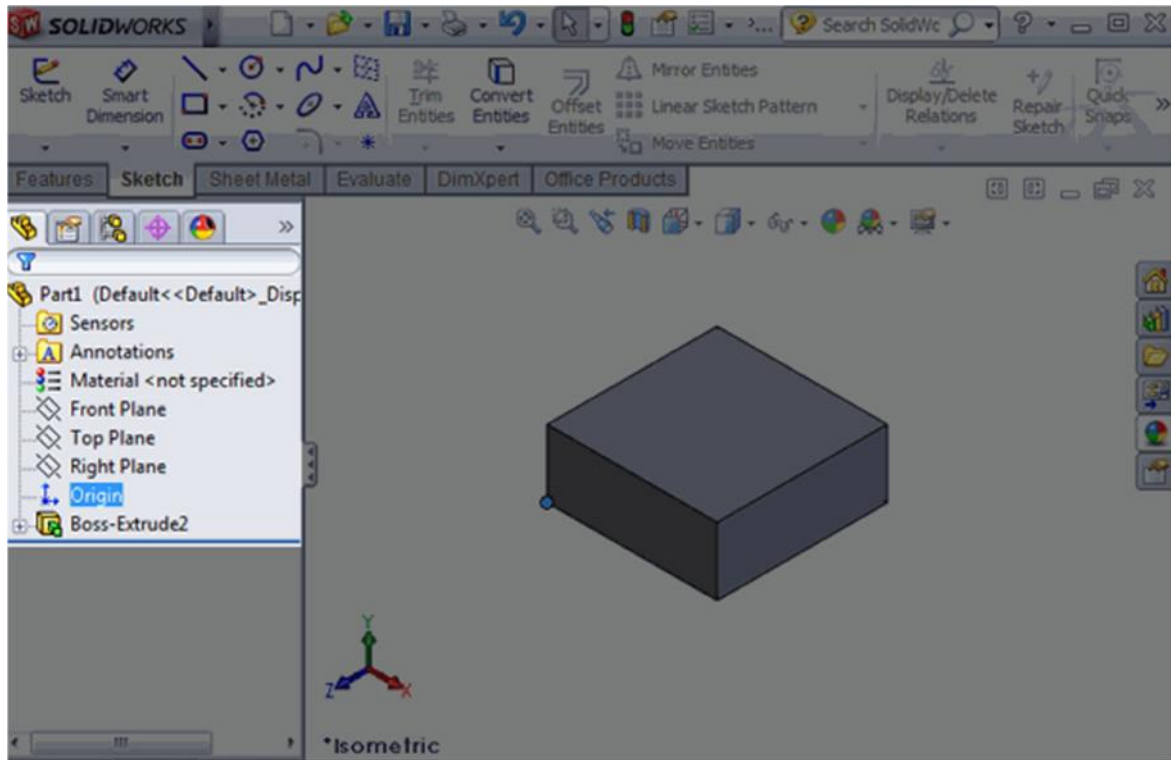 SW SOLIDWORKS
›...
Search SolidWc
?
Sketch
Smart Dimension
Trim Entities
Convert Entities
Offset Entities
Mirror Entities
Linear Sketch Pattern
Move Entities
Display/Delete Relations
Repair Sketch
Quick Snaps
»
Features
Sketch
Sheet Metal
Evaluate
DimXpert
Office Products
»
Part1 (Default<<Default>_Disp
Sensors
A Annotations
Material <not specified>
Front Plane
Top Plane
Right Plane
Origin
Boss-Extrude2
Y
Z
X
*Isometric